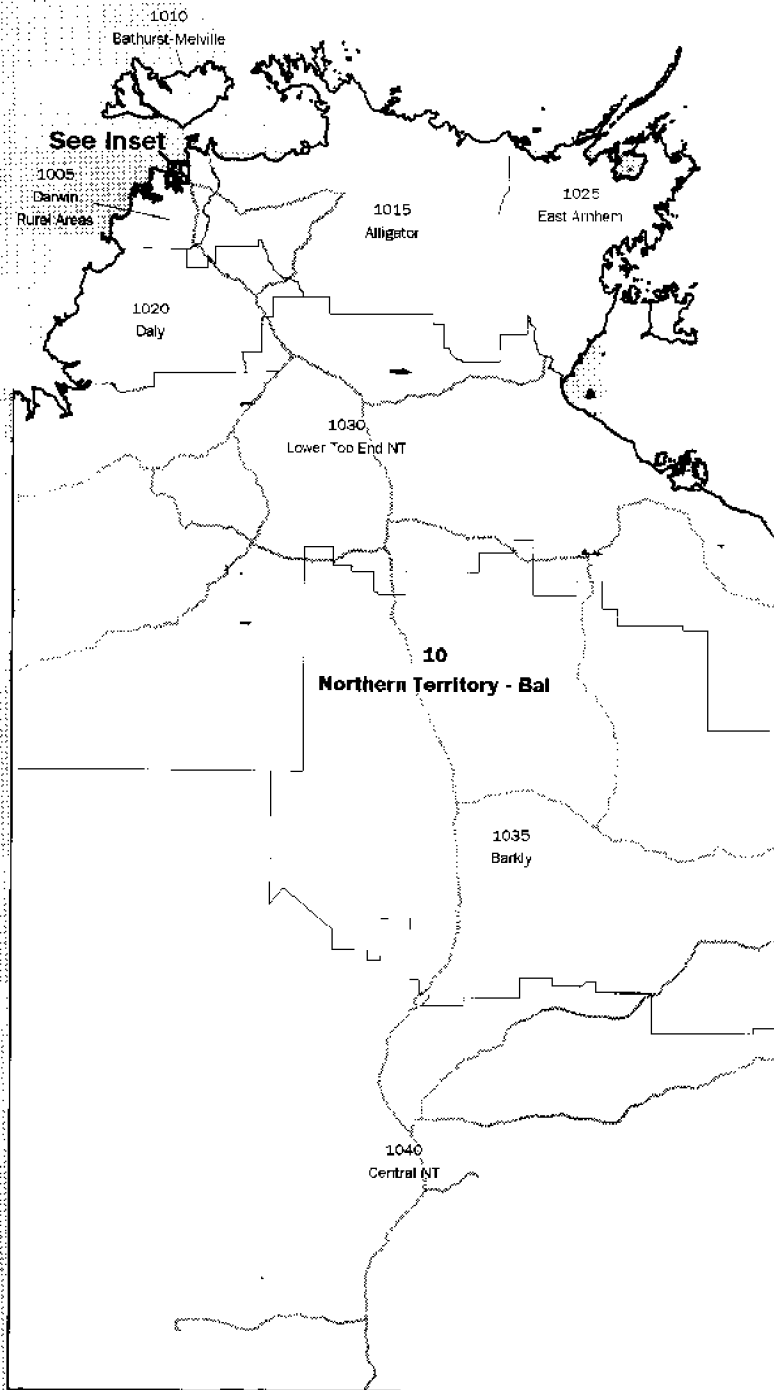 1010
Bathurst-Melville
See Inset
1005
Darwin
Rural Areas
1015
Alligator
1025
East Arnhem
1020
Daly
1030
Lower Top End NT
10
Northern Territory - Bal
1035
Barkly
1040
Central NT